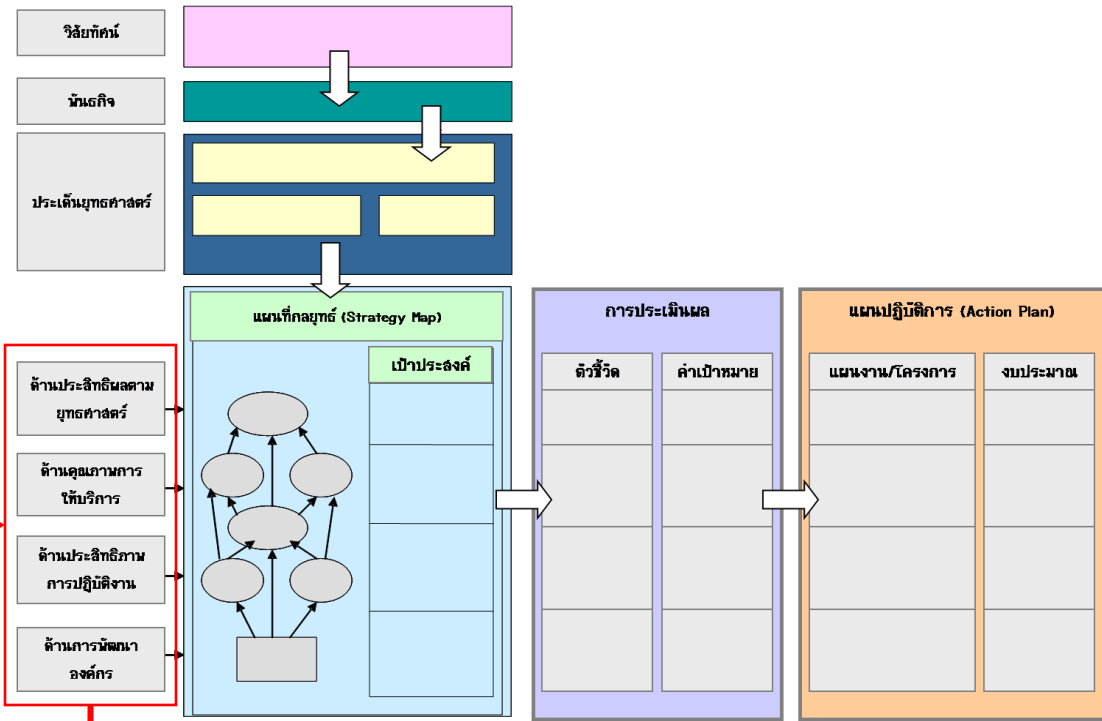 วิสัยทัศน์
พันธกิจ
ประเด็นยุทธศาสตร์
แผนที่กลยุทธ์ (Strategy Map)
เป้าประสงค์
การประเมินผล
ตัวชี้วัด
ค่าเป้าหมาย
แผนปฏิบัติการ (Action Plan)
แผนงาน/โครงการ
งบประมาณ
ด้านประสิทธิผลตาม
ยุทธศาสตร์
ด้านคุณภาพการ
ให้บริการ
ด้านประสิทธิภาพ
การปฏิบัติงาน
ด้านการพัฒนา
องค์กร